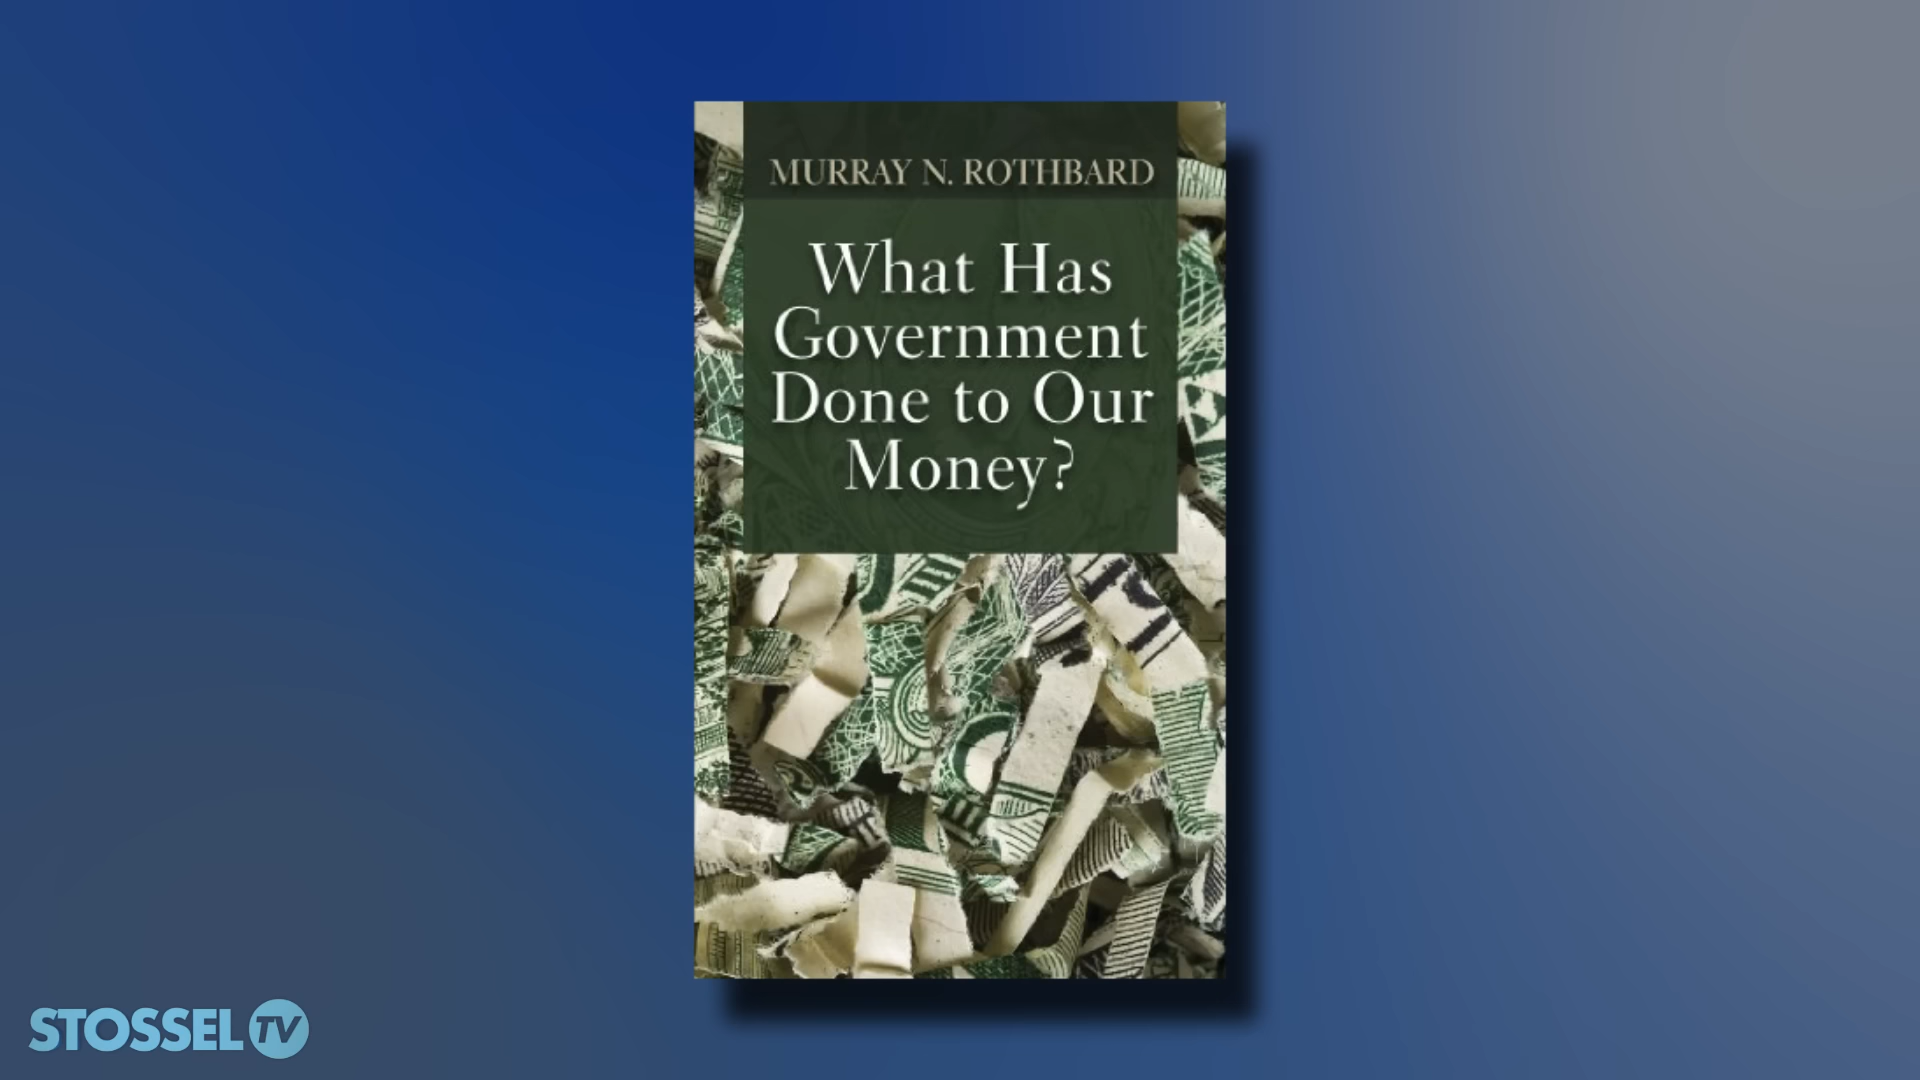 MURRAY N. ROTHBARD
What Has
Government
Done to Our
Money?
STOSSEL TV